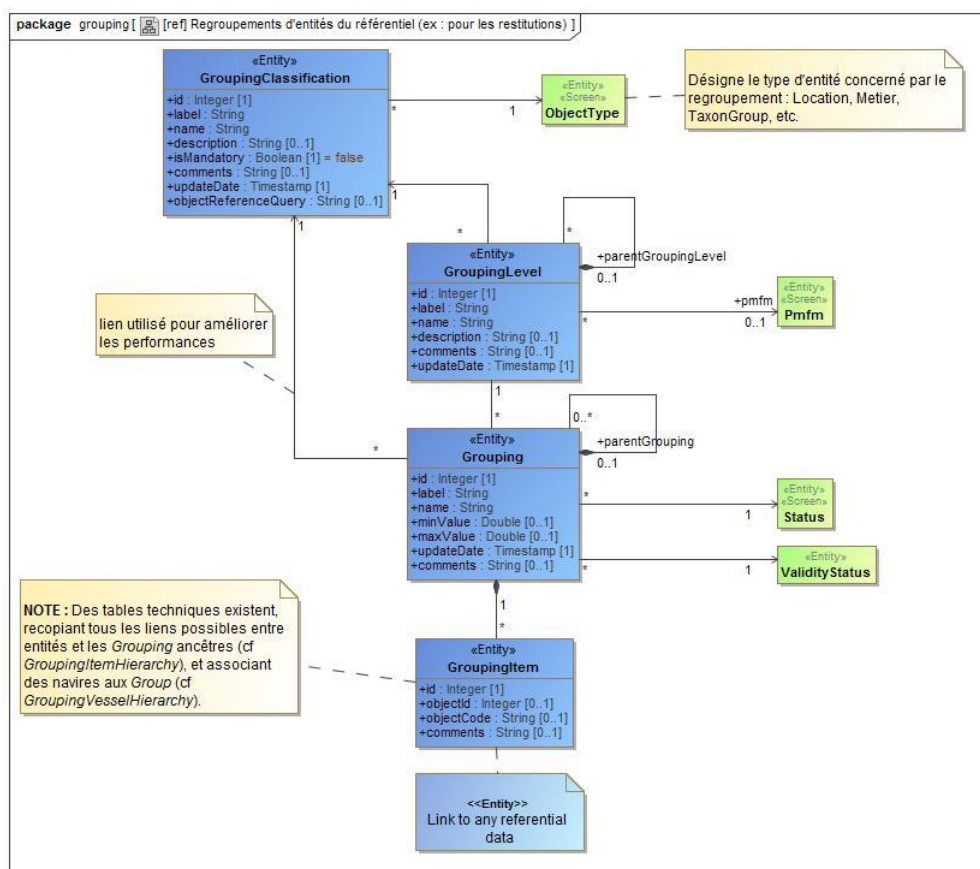 package grouping [ [ref] Regroupements d'entités du référentiel (ex : pour les restitutions) ]
«Entity»
GroupingClassification
+id : Integer [1]
+label : String
+name : String
+description : String [0..1]
+isMandatory : Boolean [1] = false
+comments : String [0..1]
+updateDate : Timestamp [1]
+objectReferenceQuery : String [0..1]
*
1
«Entity»
«Screen»
ObjectType
Désigne le type d'entité concerné par le
regroupement : Location, Metier,
TaxonGroup, etc.
1
*
1
*
+parentGroupingLevel
0..1
«Entity»
GroupingLevel
+id : Integer [1]
+label : String
+name : String
+description : String [0..1]
+comments : String [0..1]
+updateDate : Timestamp [1]
*
+pmfm
0..1
«Entity»
«Screen»
Pmfm
lien utilisé pour améliorer
les performances
1
*
0..*
+parentGrouping
0..1
*
«Entity»
Grouping
+id : Integer [1]
+label : String
+name : String
+minValue : Double [0..1]
+maxValue : Double [0..1]
+updateDate : Timestamp [1]
+comments : String [0..1]
*
1
«Entity»
«Screen»
Status
*
1
«Entity»
ValidityStatus
1
*
NOTE : Des tables techniques existent,
recopiant tous les liens possibles entre
entités et les Grouping ancêtres (cf
GroupingItemHierarchy), et associant
des navires aux Group (cf
GroupingVesselHierarchy).
«Entity»
GroupingItem
+id : Integer [1]
+objectId : Integer [0..1]
+objectCode : String [0..1]
+comments : String [0..1]
<<Entity>>
Link to any referential
data